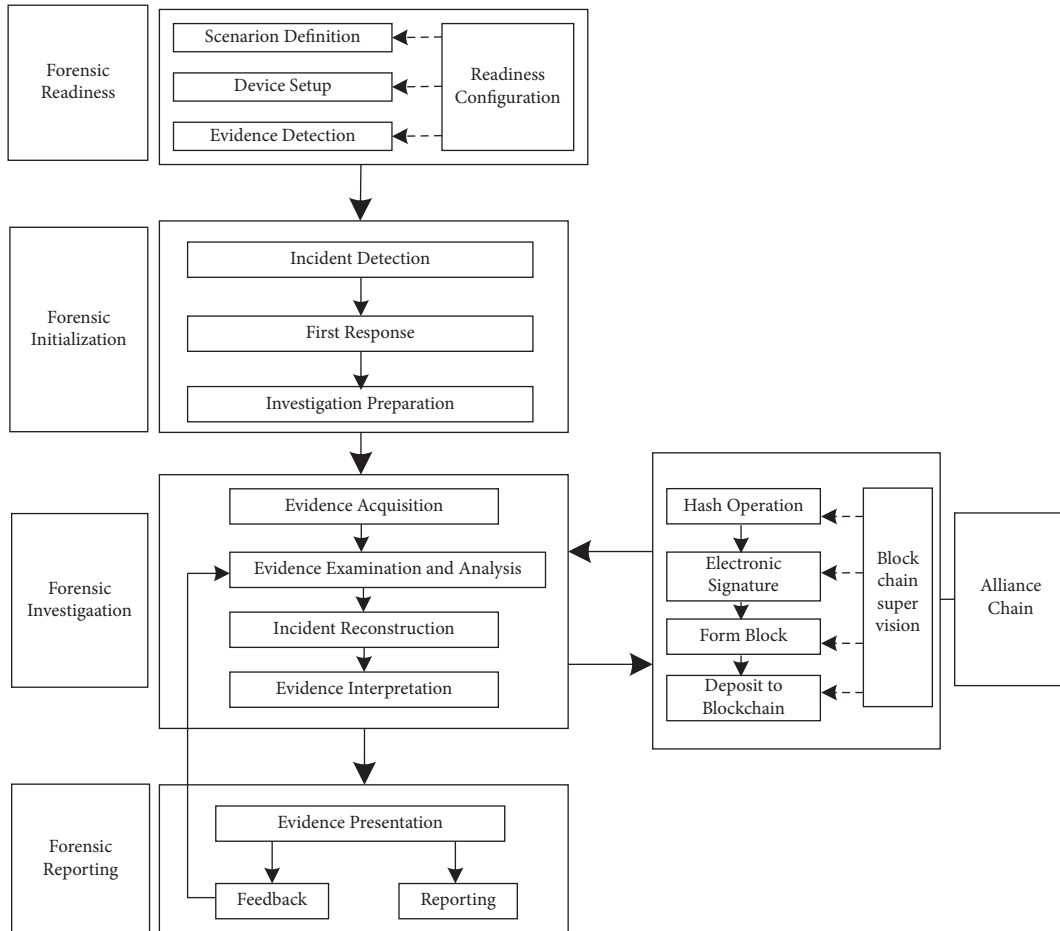 Forensic
Readiness
Scenarion Definition
Device Setup
Evidence Detection
Readiness
Configuration
Forensic
Initialization
Incident Detection
First Response
Investigation Preparation
Forensic
Investigaation
Evidence Acquisition
Evidence Examination and Analysis
Incident Reconstruction
Evidence Interpretation
Hash Operation
Electronic
Signature
Form Block
Deposit to
Blockchain
Block
chain
super
vision
Alliance
Chain
Forensic
Reporting
Evidence Presentation
Feedback
Reporting